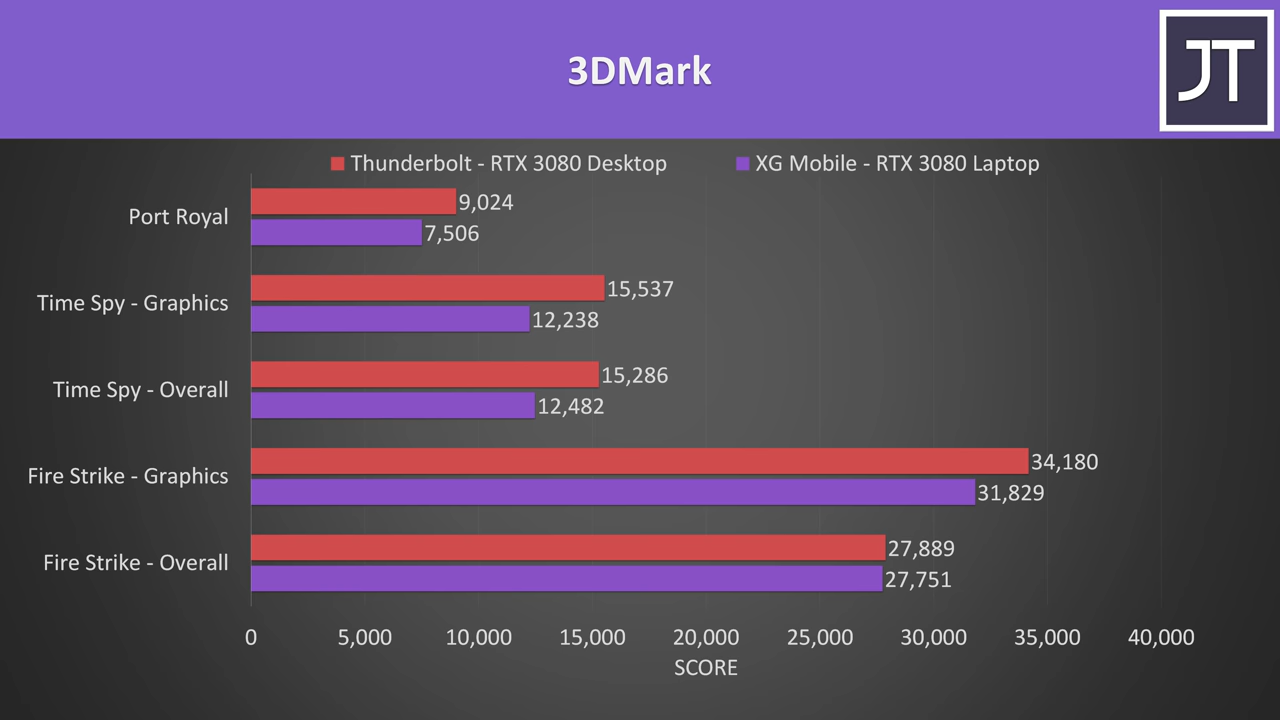 3DMark
JT
Thunderbolt - RTX 3080 Desktop
XG Mobile - RTX 3080 Laptop
Port Royal
9,024
7,506
Time Spy - Graphics
15,537
12,238
Time Spy - Overall
15,286
12,482
Fire Strike - Graphics
34,180
31,829
Fire Strike - Overall
27,889
27,751
0
5,000
10,000
15,000
20,000
25,000
30,000
35,000
40,000
SCORE